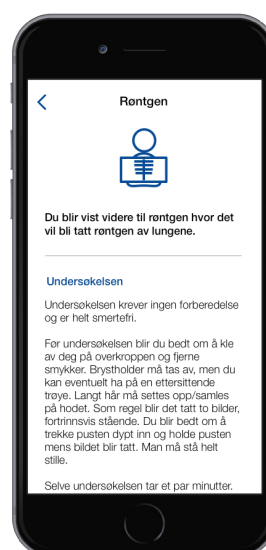 Røntgen
Du blir vist videre til røntgen hvor det
vil bli tatt røntgen av lungene.
Undersøkelsen
Undersøkelsen krever ingen forberedelse
og er helt smertefri.
Før undersøkelsen blir du bedt om å kle
av deg på overkroppen og fjerne
smykker. Brystholder må tas av, men du
kan eventuelt ha på en ettersittende
trøye. Langt hår må settes opp/samles
på hodet. Som regel blir det tatt to bilder,
fortrinnsvis stående. Du blir bedt om å
trekke pusten dypt inn og holde pusten
mens bildet blir tatt. Man må stå helt
stille.
Selve undersøkelsen tar et par minutter.